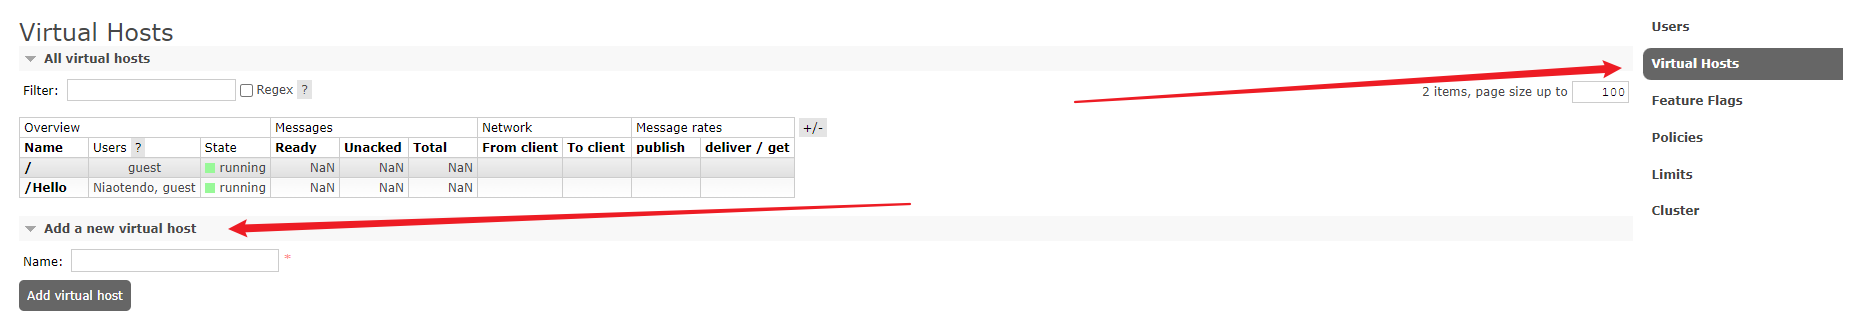 Virtual Hosts
All virtual hosts
Filter: Regex ?
2 items, page size up to 100
Overview Messages Network Message rates +/-
Name Users ? State Ready Unacked Total From client To client publish deliver / get
/ guest running NaN NaN NaN
/Hello Niaotendo, guest running NaN NaN NaN
Add a new virtual host
Name: *
Add virtual host
Users
Virtual Hosts
Feature Flags
Policies
Limits
Cluster